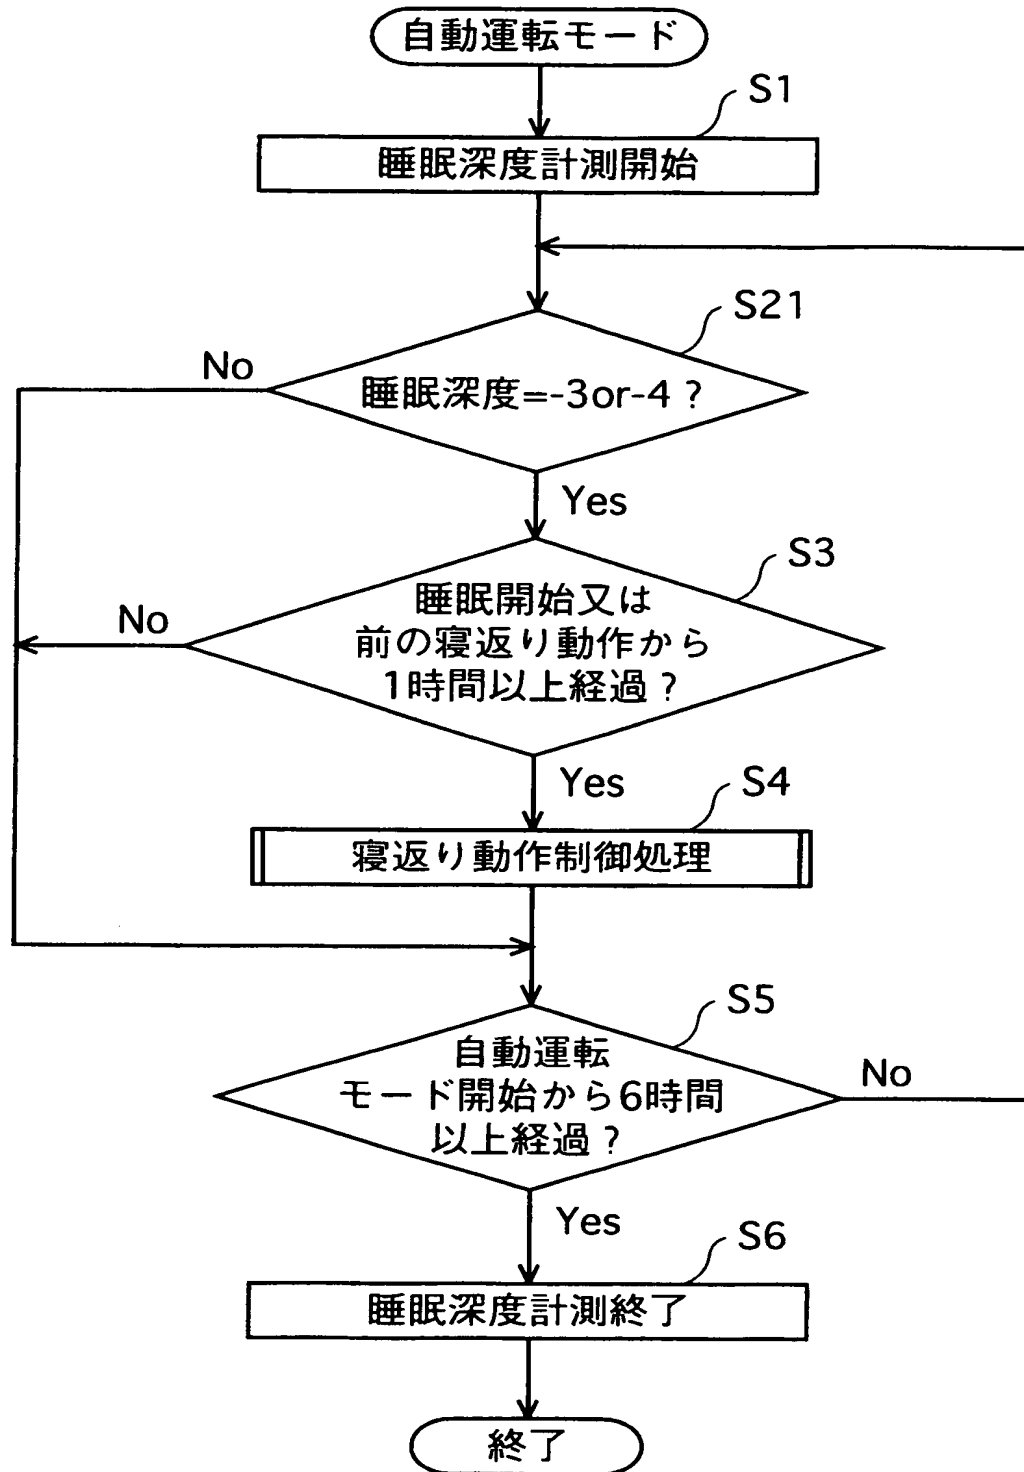 自動運転モード
S1
睡眠深度計測開始
S21
No
睡眠深度=-3or-4？
Yes
S3
No
睡眠開始又は
前の寝返り動作から
1時間以上経過？
Yes
S4
寝返り動作制御処理
S5
自動運転
モード開始から6時間
以上経過？
No
Yes
S6
睡眠深度計測終了
終了